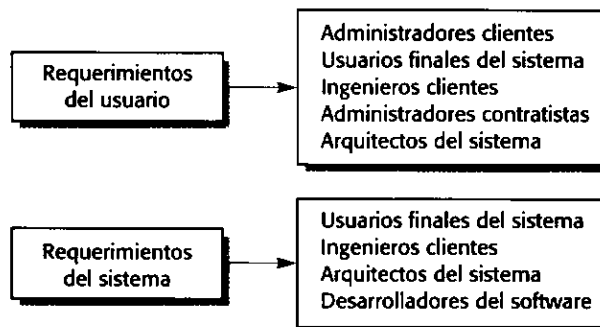 Requerimientos
del usuario
Administradores clientes
Usuarios finales del sistema
Ingenieros clientes
Administradores contratistas
Arquitectos del sistema
Requerimientos
del sistema
Usuarios finales del sistema
Ingenieros clientes
Arquitectos del sistema
Desarrolladores del software